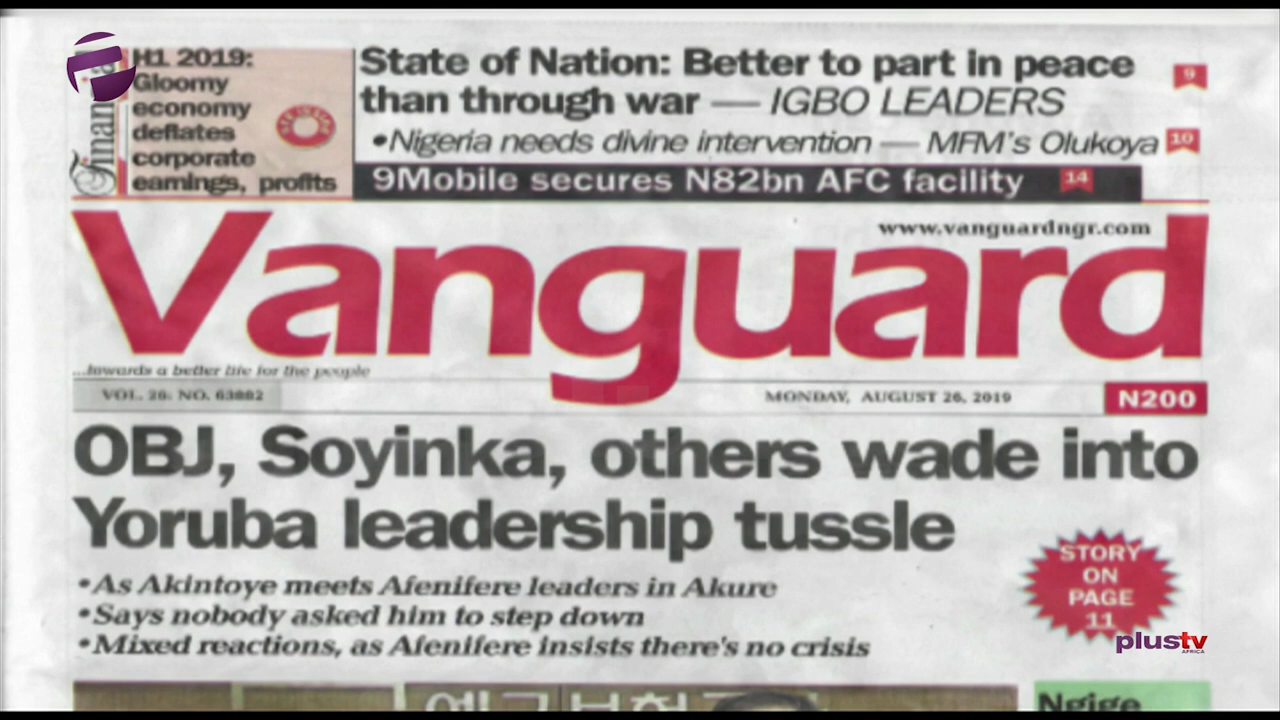 H1 2019:
Gloomy
economy
deflates
corporate
earnings, profits
State of Nation: Better to part in peace
than through war — IGBO LEADERS
9
•Nigeria needs divine intervention — MFM's Olukoya
10
9Mobile secures N82bn AFC facility
14
www.vanguardngr.com
Vanguard
...towards a better life for the people
VOL. 26: NO. 63882
MONDAY, AUGUST 26, 2019
N200
OBJ, Soyinka, others wade into
Yoruba leadership tussle
•As Akintoye meets Afenifere leaders in Akure
•Says nobody asked him to step down
•Mixed reactions, as Afenifere insists there's no crisis
STORY
ON
PAGE
11
plustv
AFRICA
Ngige